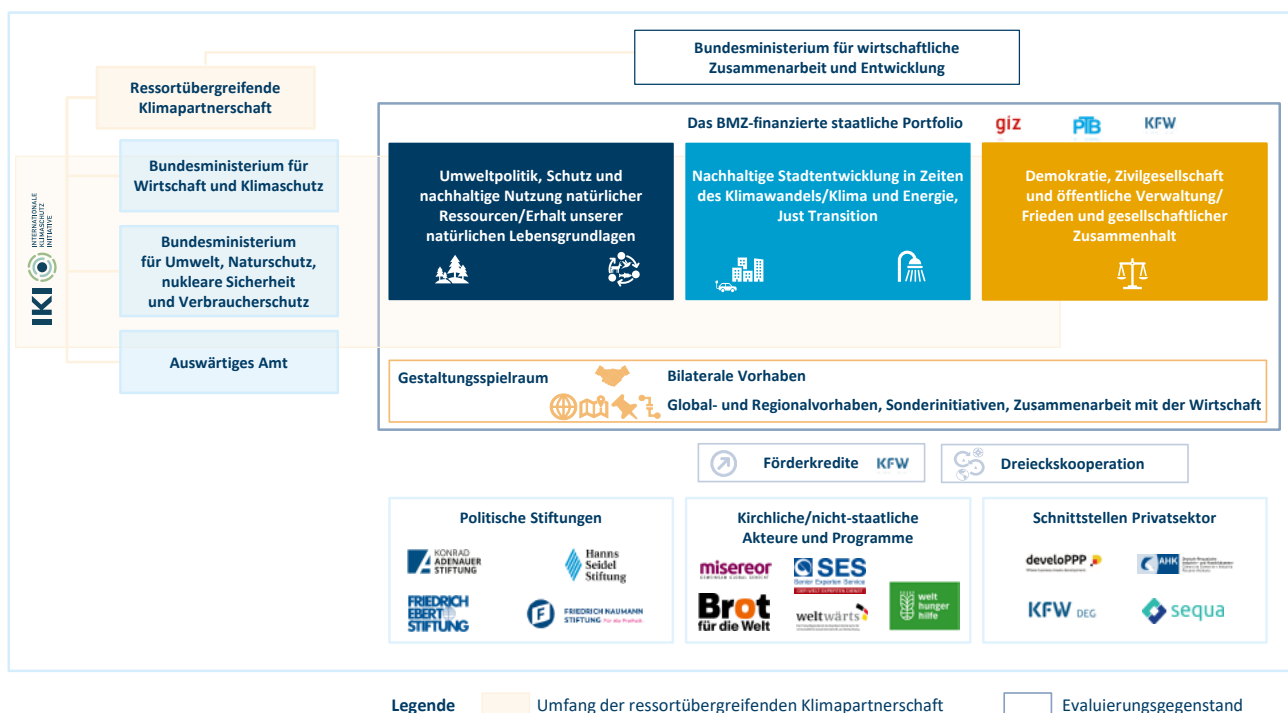 Bundesministerium für wirtschaftliche
Zusammenarbeit und Entwicklung
Ressortübergreifende
Klimapartnerschaft
Bundesministerium für
Wirtschaft und Klimaschutz
Bundesministerium
für Umwelt, Naturschutz,
nukleare Sicherheit
und Verbraucherschutz
Auswärtiges Amt
IKI
INTERNATIONALE
KLIMASCHUTZ
INITIATIVE
Das BMZ-finanzierte staatliche Portfolio
giz
PTB
KFW
Umweltpolitik, Schutz und
nachhaltige Nutzung natürlicher
Ressourcen/Erhalt unserer
natürlichen Lebensgrundlagen
Nachhaltige Stadtentwicklung in Zeiten
des Klimawandels/Klima und Energie,
Just Transition
Demokratie, Zivilgesellschaft
und öffentliche Verwaltung/
Frieden und gesellschaftlicher
Zusammenhalt
Gestaltungsspielraum
Bilaterale Vorhaben
Global- und Regionalvorhaben, Sonderinitiativen, Zusammenarbeit mit der Wirtschaft
Förderkredite KFW
Dreieckskooperation
Politische Stiftungen
KONRAD
ADENAUER
STIFTUNG
Hanns
Seidel
Stiftung
FRIEDRICH
EBERT
STIFTUNG
FRIEDRICH NAUMANN
STIFTUNG Für die Freiheit.
Kirchliche/nicht-staatliche
Akteure und Programme
misereor
GEMEINSAM GLOBAL GERECHT
SES
Senior Experten Service
Brot
für die Welt
weltwärts
welt
hunger
hilfe
Schnittstellen Privatsektor
develoPPP
AHK
KFW DEG
sequa
Legende
Umfang der ressortübergreifenden Klimapartnerschaft
Evaluierungsgegenstand